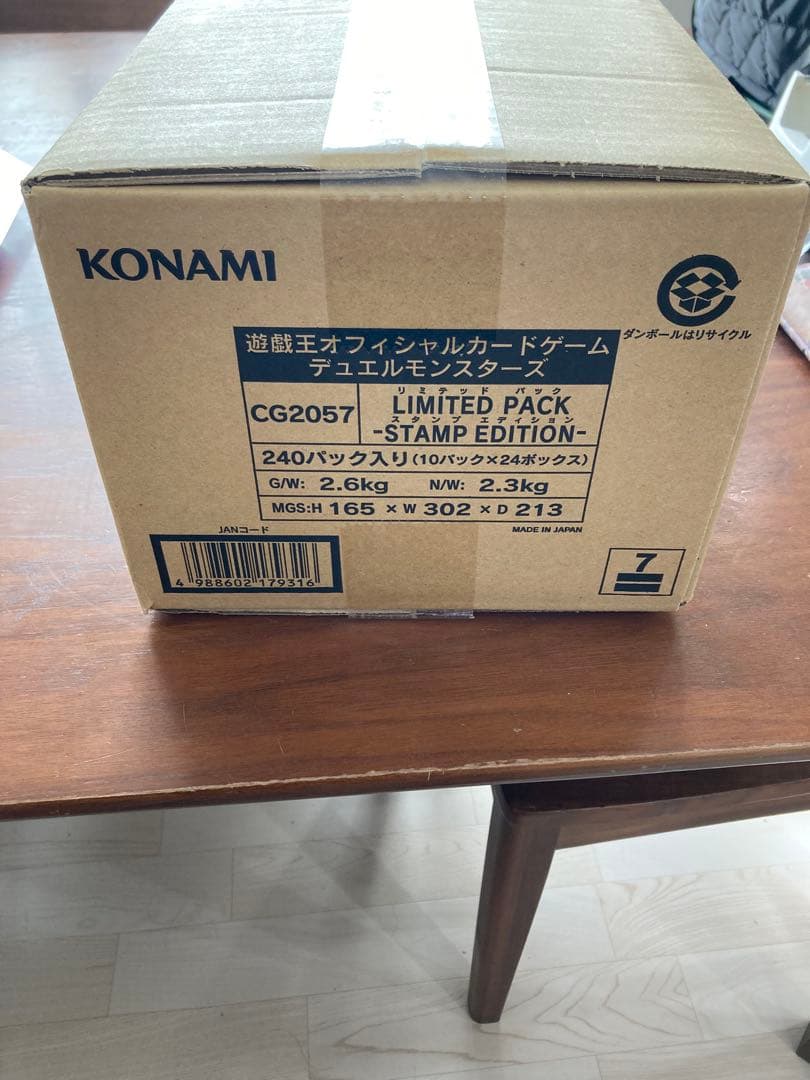 KONAMI
ダンボールはリサイクル
遊戯王オフィシャルカードゲーム
デュエルモンスターズ
CG2057
リミテッド パック
LIMITED PACK
スタンプ エディション
-STAMP EDITION-
240パック入り(10パック×24ボックス)
G/W: 2.6kg N/W: 2.3kg
MGS:H 165 × W 302 × D 213
JANコード
MADE IN JAPAN
4 988602 179316
7